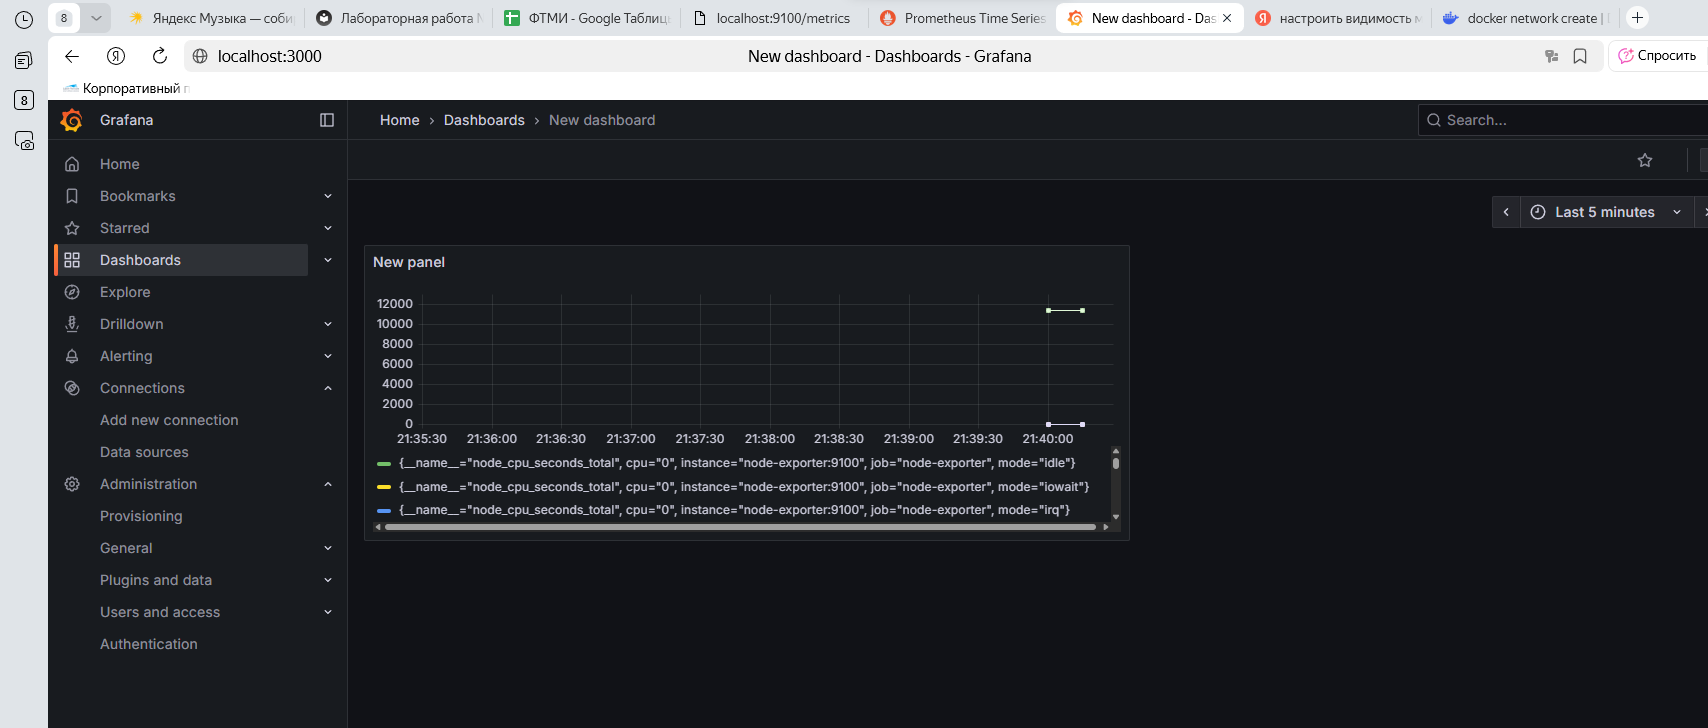 8
Яндекс Музыка — соби
Лабораторная работа
ФТМИ - Google Таблиц
localhost:9100/metrics
Prometheus Time Series
New dashboard - Das
настроить видимость
docker network create |
localhost:3000
New dashboard - Dashboards - Grafana
Спросить
8
Корпоративный
Grafana
Home
Bookmarks
Starred
Dashboards
Explore
Drilldown
Alerting
Connections
Add new connection
Data sources
Administration
Provisioning
General
Plugins and data
Users and access
Authentication
Home › Dashboards › New dashboard
Search...
Last 5 minutes
New panel
12000
10000
8000
6000
4000
2000
0
21:35:30 21:36:00 21:36:30 21:37:00 21:37:30 21:38:00 21:38:30 21:39:00 21:39:30 21:40:00
{__name__="node_cpu_seconds_total", cpu="0", instance="node-exporter:9100", job="node-exporter", mode="idle"}
{__name__="node_cpu_seconds_total", cpu="0", instance="node-exporter:9100", job="node-exporter", mode="iowait"}
{__name__="node_cpu_seconds_total", cpu="0", instance="node-exporter:9100", job="node-exporter", mode="irq"}